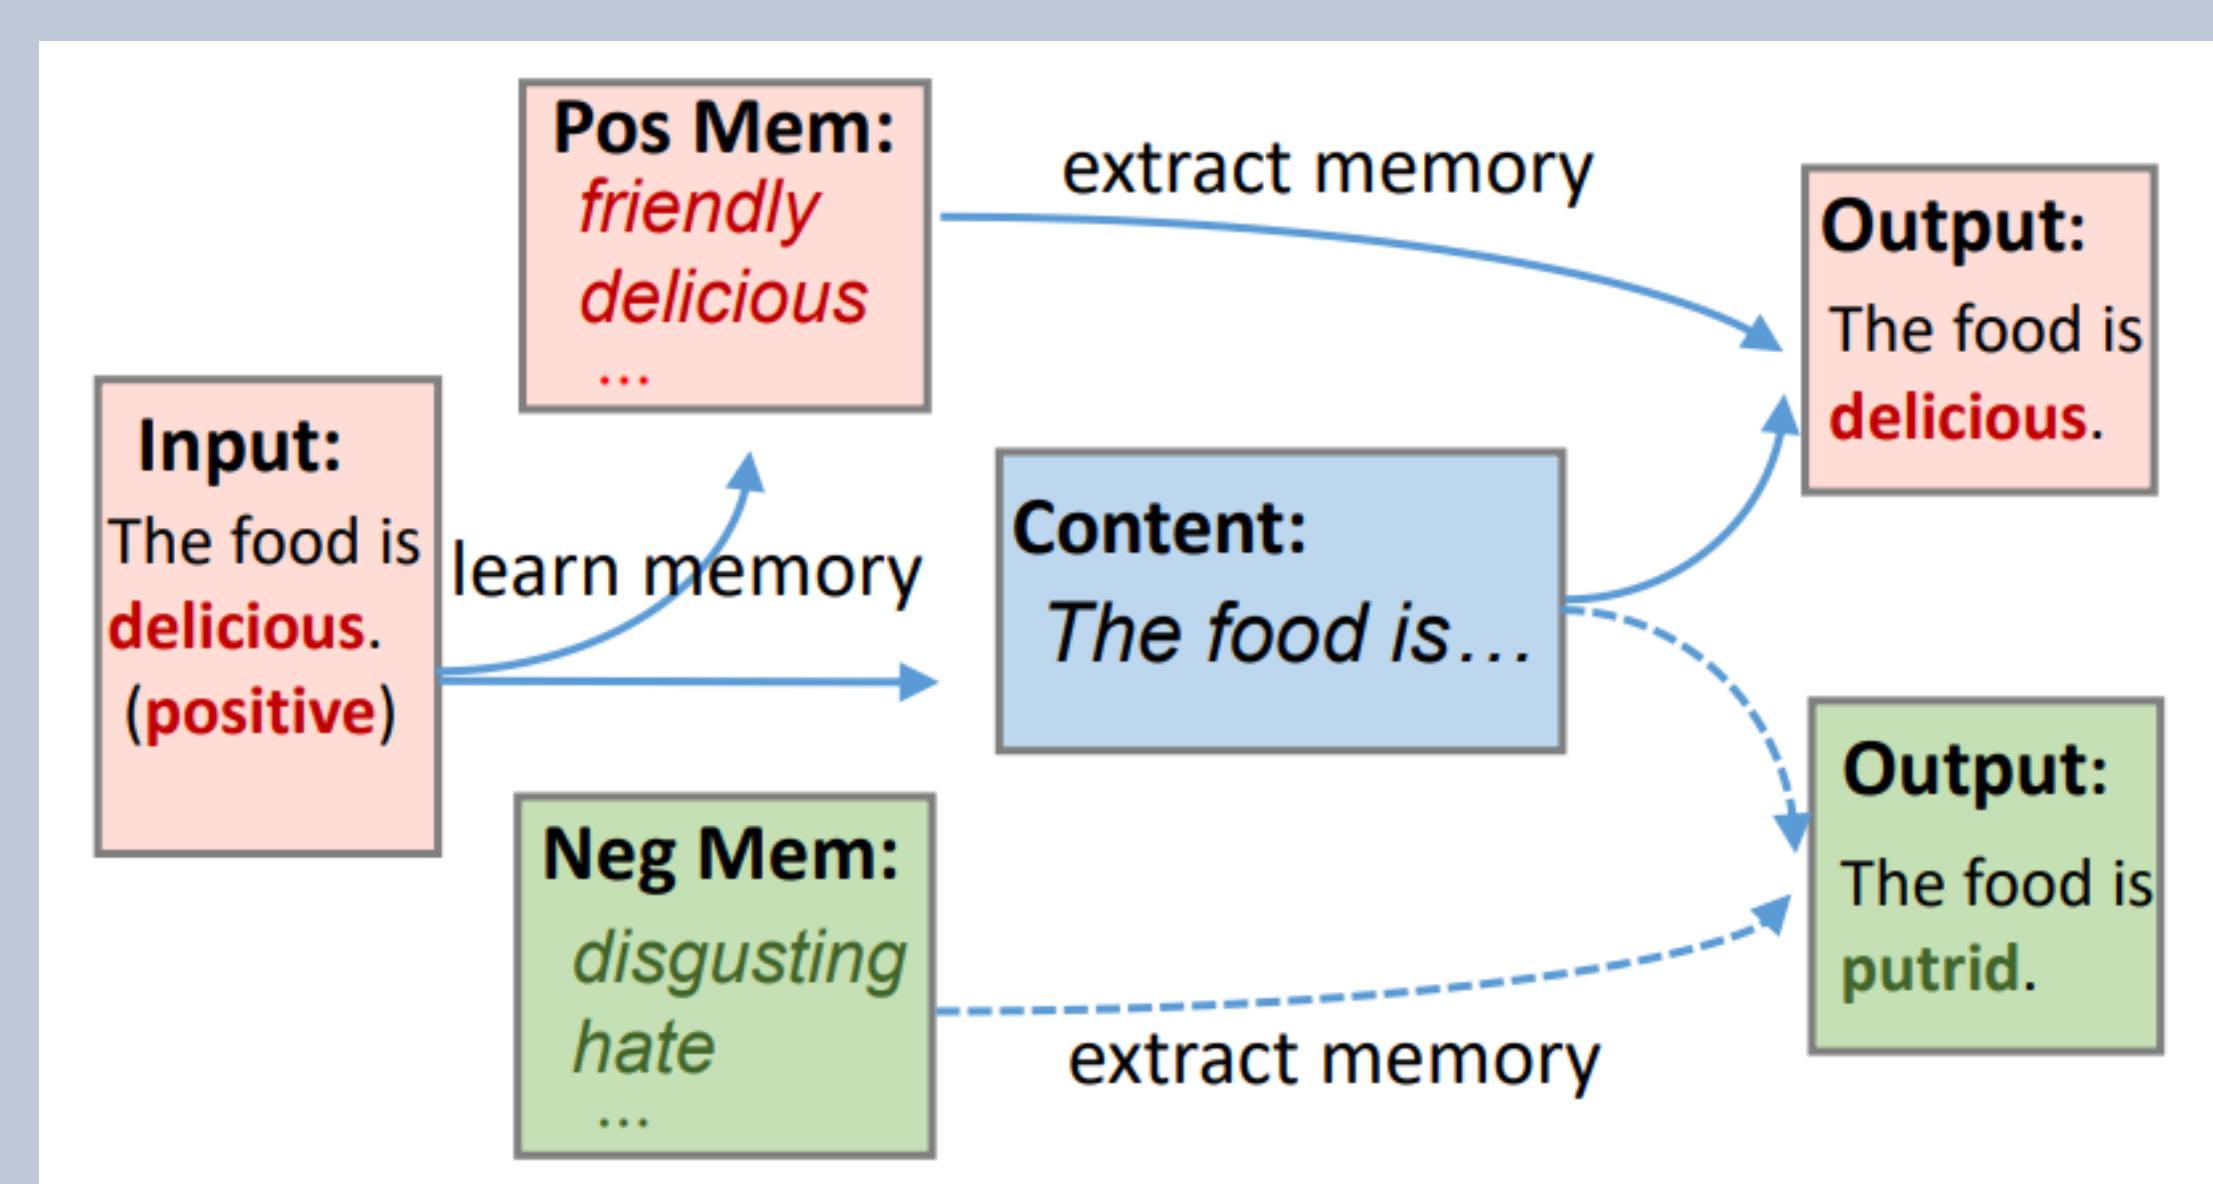 Pos Mem:
friendly
delicious
...
extract memory
Input:
The food is
delicious.
(positive)
learn memory
Content:
The food is...
Output:
The food is
delicious.
Neg Mem:
disgusting
hate
...
extract memory
Output:
The food is
putrid.